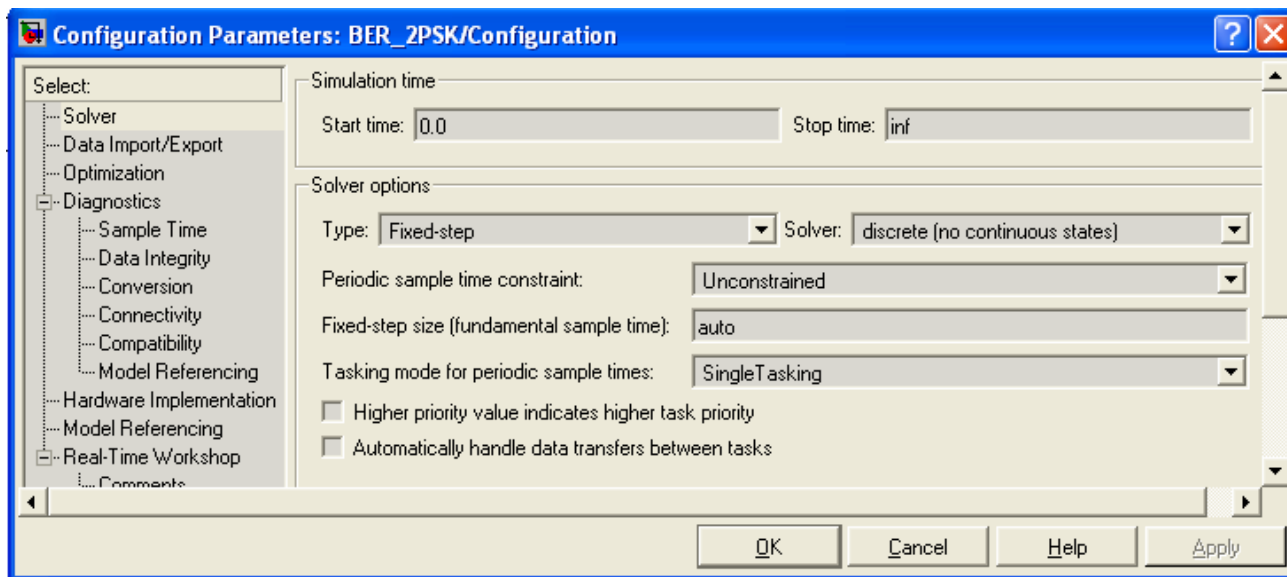 Configuration Parameters: BER_2PSK/Configuration
Select:
Solver
Data Import/Export
Optimization
Diagnostics
Sample Time
Data Integrity
Conversion
Connectivity
Compatibility
Model Referencing
Hardware Implementation
Model Referencing
Real-Time Workshop
Comments
Simulation time
Start time: 0.0 Stop time: inf
Solver options
Type: Fixed-step Solver: discrete (no continuous states)
Periodic sample time constraint: Unconstrained
Fixed-step size (fundamental sample time): auto
Tasking mode for periodic sample times: SingleTasking
Higher priority value indicates higher task priority
Automatically handle data transfers between tasks
OK Cancel Help Apply